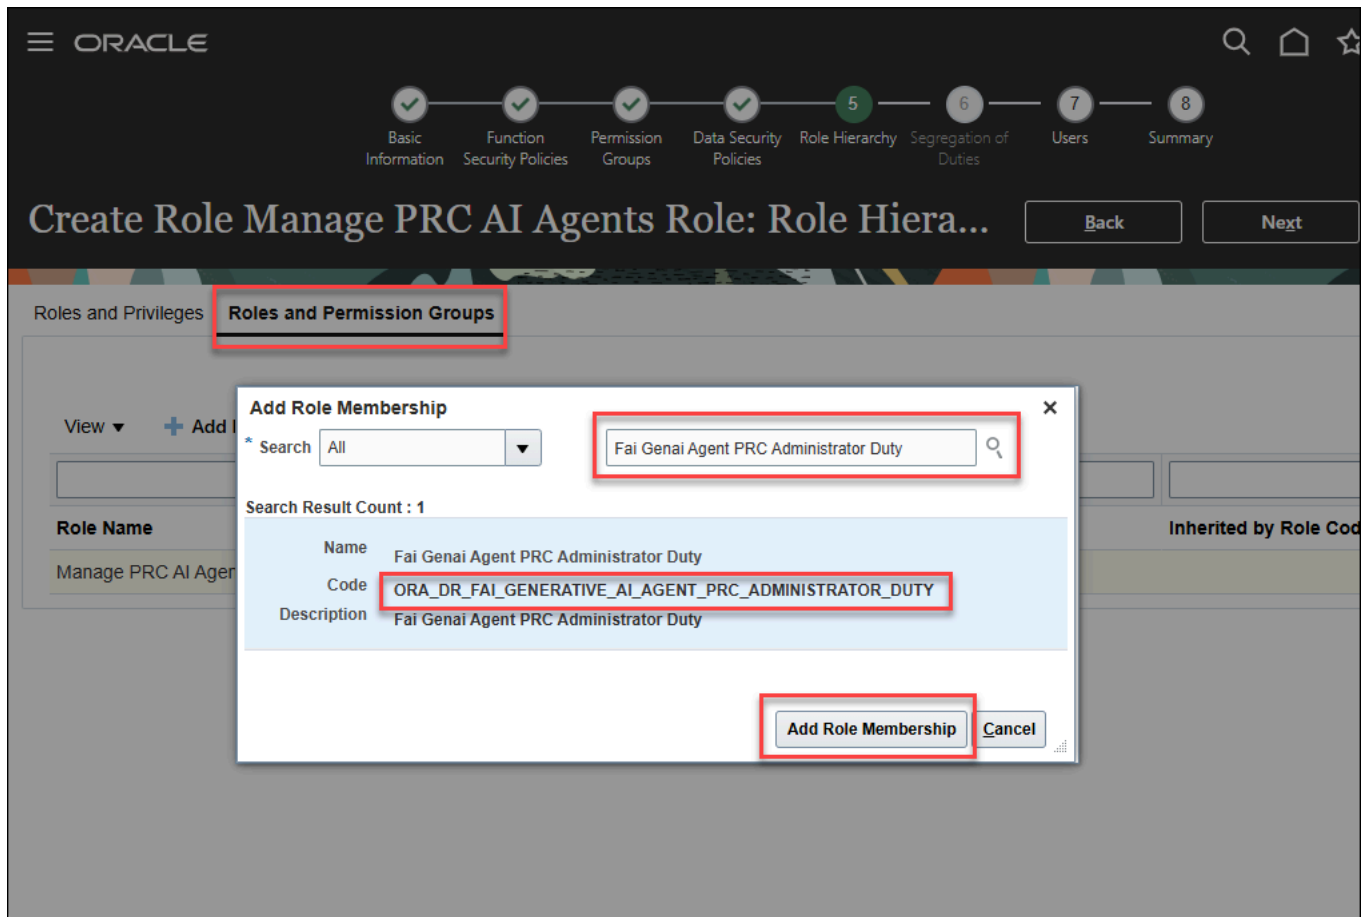 ORACLE
5
6
7
8
Basic Information
Function Security Policies
Permission Groups
Data Security Policies
Role Hierarchy
Segregation of Duties
Users
Summary
Create Role Manage PRC AI Agents Role: Role Hiera...
Back
Next
Roles and Privileges
Roles and Permission Groups
View
Add
Add Role Membership
* Search
All
Fai Genai Agent PRC Administrator Duty
Search Result Count : 1
Name
Fai Genai Agent PRC Administrator Duty
Code
ORA_DR_FAI_GENERATIVE_AI_AGENT_PRC_ADMINISTRATOR_DUTY
Description
Fai Genai Agent PRC Administrator Duty
Add Role Membership
Cancel
Role Name
Inherited by Role Cod
Manage PRC AI Ager